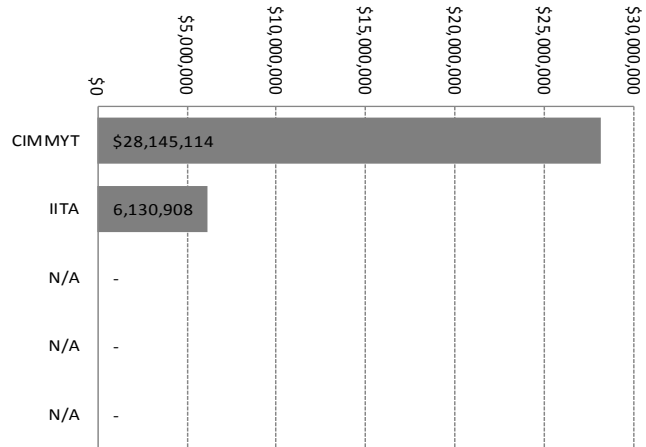 $0
$5,000,000
$10,000,000
$15,000,000
$20,000,000
$25,000,000
$30,000,000
CIMMYT $28,145,114
IITA 6,130,908
N/A -
N/A -
N/A -